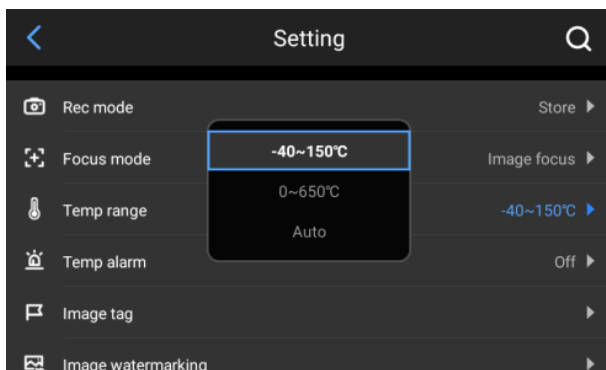 Setting
Rec mode Store
Focus mode Image focus
Temp range -40~150℃
Temp alarm Off
Image tag
Image watermarking
-40~150℃
0~650℃
Auto